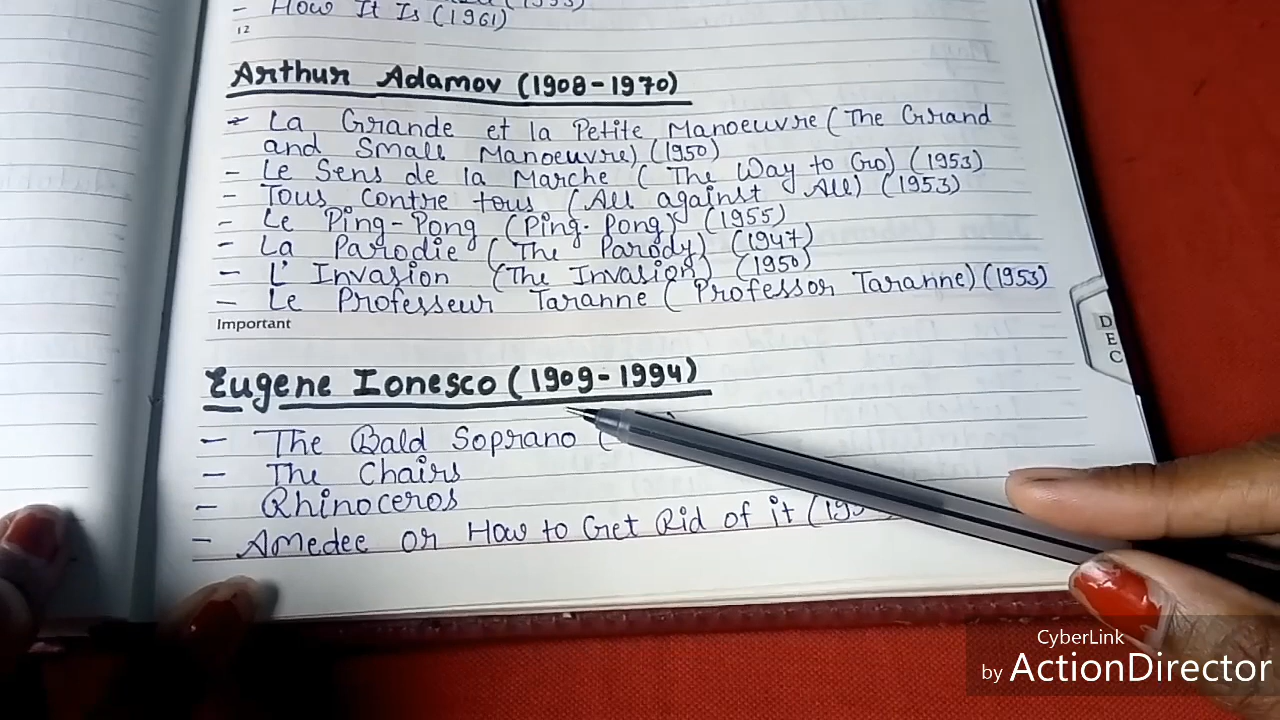 - How It Is (1961)
12
Arthur Adamov (1908-1970)
- La Grande et la Petite Manoeuvre (The Grand
and Small Manoeuvre) (1950)
- Le Sens de la Marche (The Way to Go) (1953)
- Tous contre tous (All against All) (1953)
- Le Ping-Pong (Ping-Pong) (1955)
- La Parodie (The Parody) (1947)
- L'Invasion (The Invasion) (1950)
- Le Professeur Taranne (Professor Taranne) (1953)
Important
Eugene Ionesco (1909-1994)
- The Bald Soprano (
- The Chairs
- Rhinoceros
- Amedee or How to Get Rid of it (
DEC
CyberLink
by ActionDirector